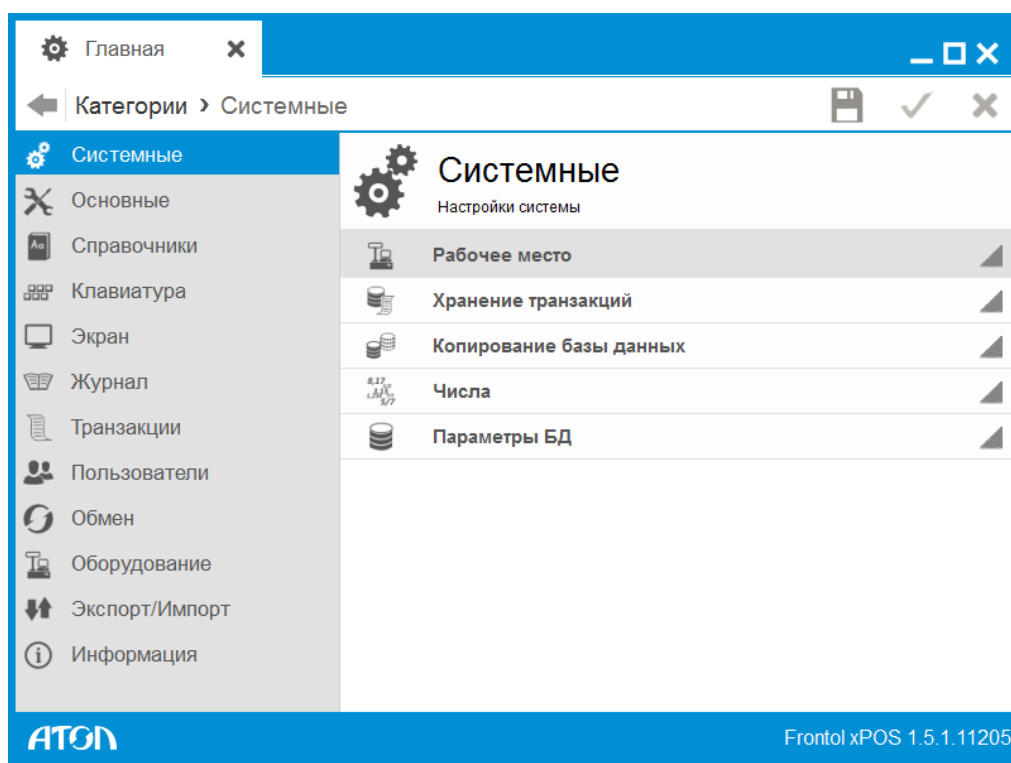 Главная
Категории › Системные
Системные
Основные
Справочники
Клавиатура
Экран
Журнал
Транзакции
Пользователи
Обмен
Оборудование
Экспорт/Импорт
Информация
Системные
Настройки системы
Рабочее место
Хранение транзакций
Копирование базы данных
Числа
Параметры БД
АТОЛ
Frontol xPOS 1.5.1.11205